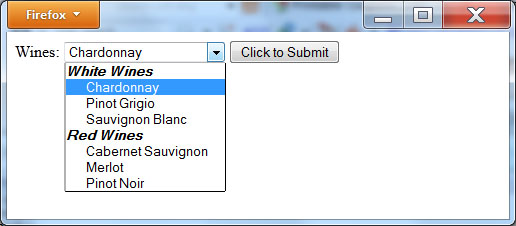 Firefox
Wines: Chardonnay Click to Submit
White Wines
Chardonnay
Pinot Grigio
Sauvignon Blanc
Red Wines
Cabernet Sauvignon
Merlot
Pinot Noir